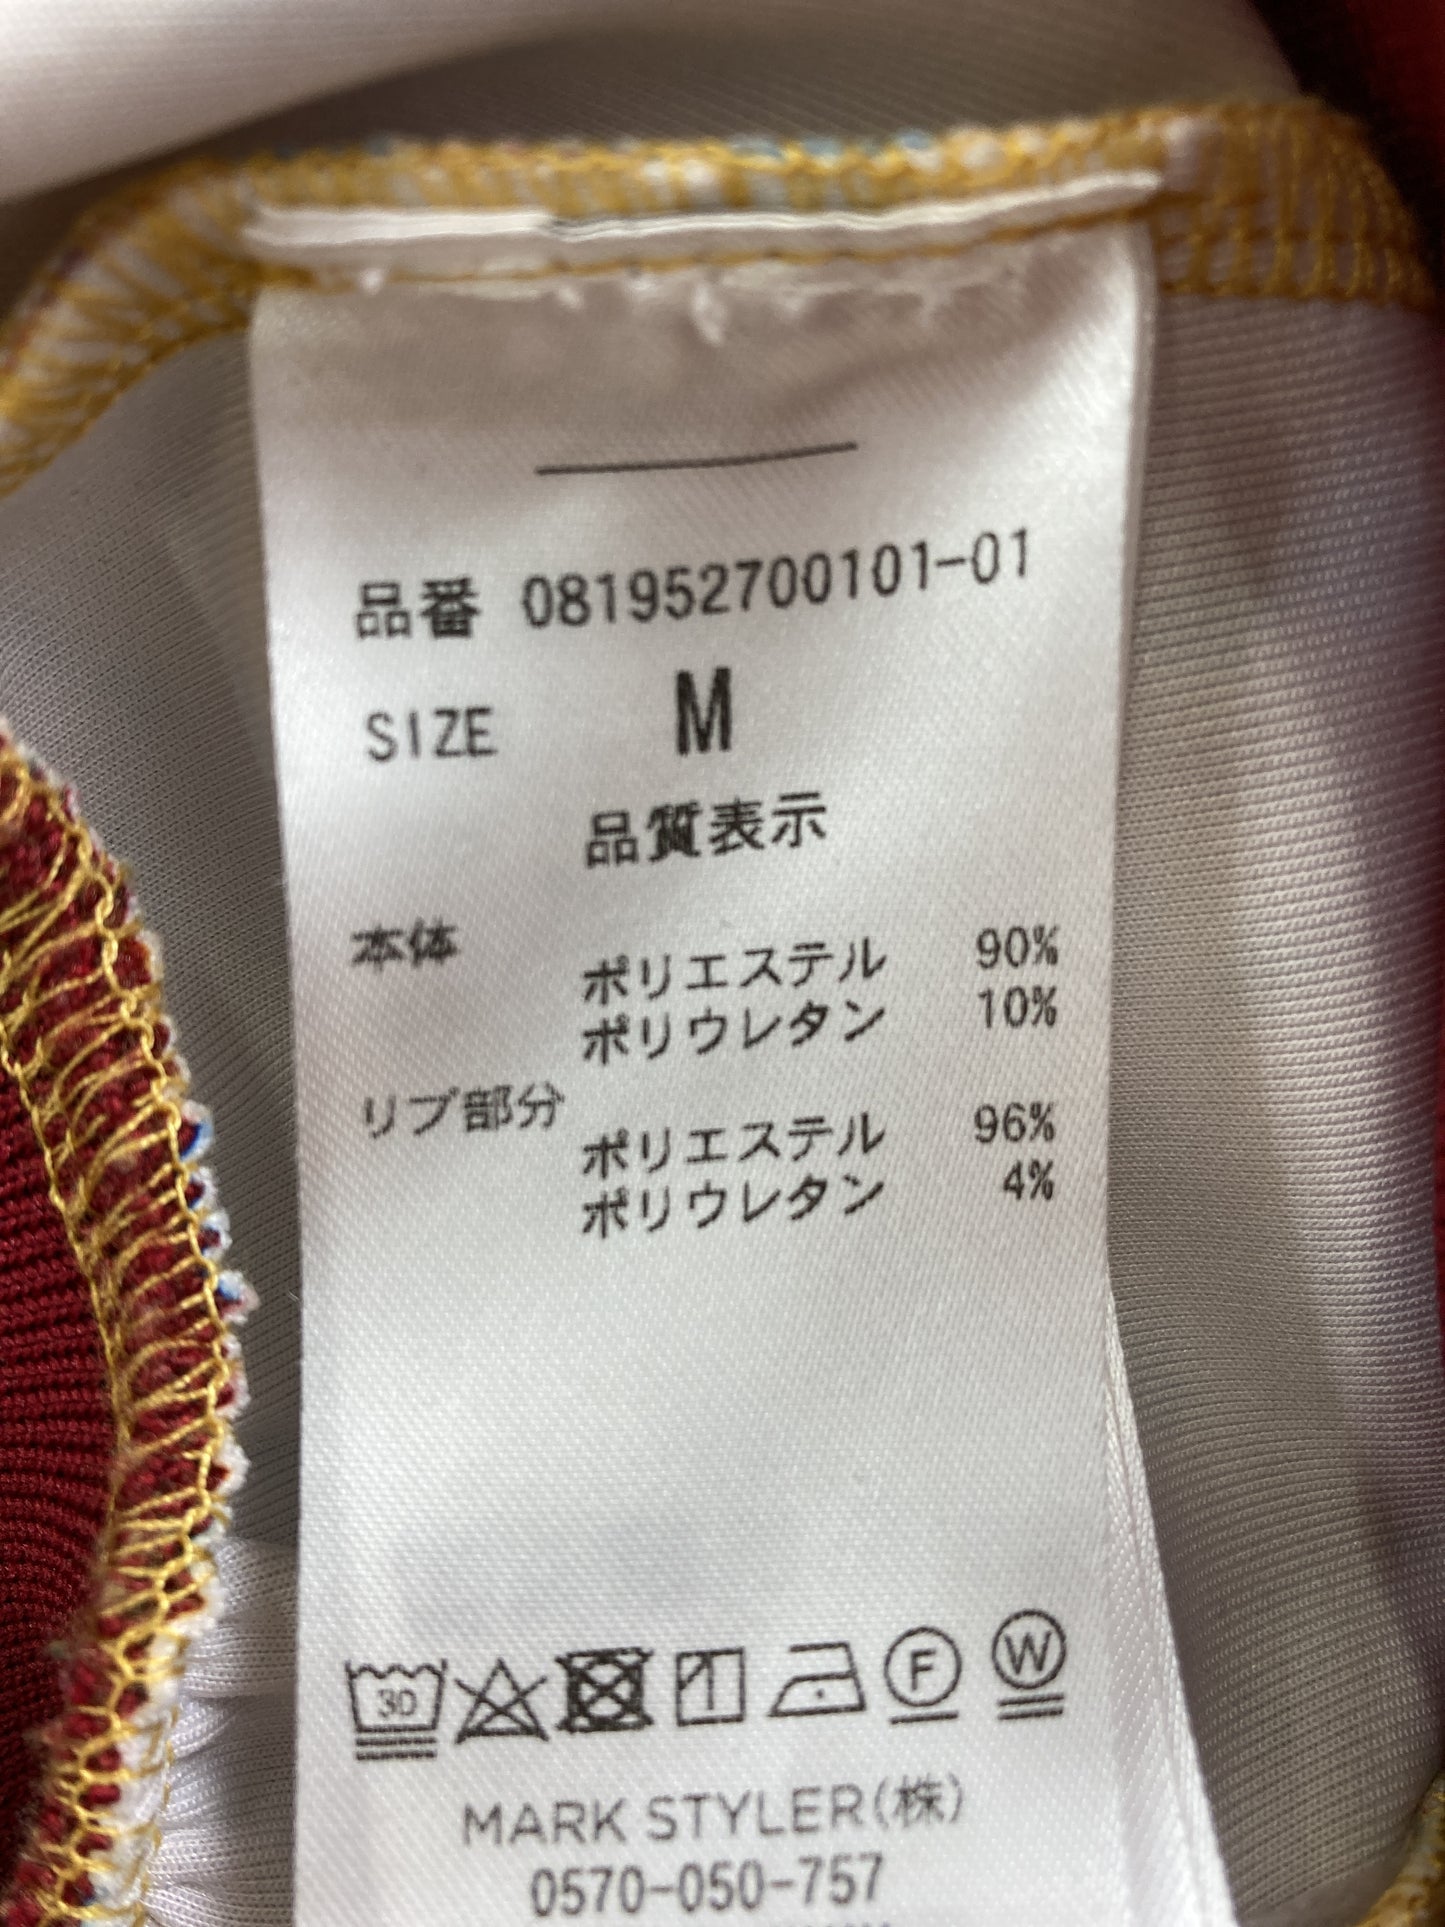 品番 081952700101-01
SIZE M
品質表示
本体
ポリエステル 90%
ポリウレタン 10%
リブ部分
ポリエステル 96%
ポリウレタン 4%
30 F W
MARK STYLER(株)
0570-050-757